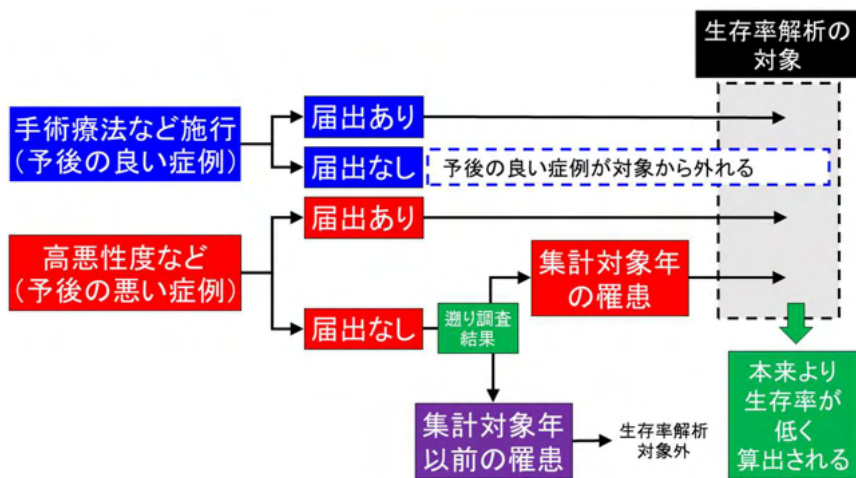 生存率解析の
対象
手術療法など施行
(予後の良い症例)
届出あり
届出なし
予後の良い症例が対象から外れる
高悪性度など
(予後の悪い症例)
届出あり
届出なし
遡り調査
結果
集計対象年
の罹患
集計対象年
以前の罹患
生存率解析
対象外
本来より
生存率が
低く
算出される